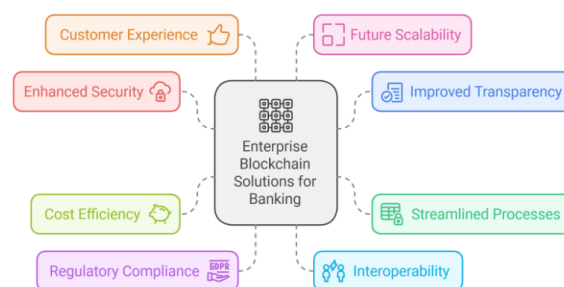 Customer Experience
Future Scalability
Enhanced Security
Improved Transparency
Enterprise
Blockchain
Solutions for
Banking
Cost Efficiency
Streamlined Processes
Regulatory Compliance
GDPR
Interoperability